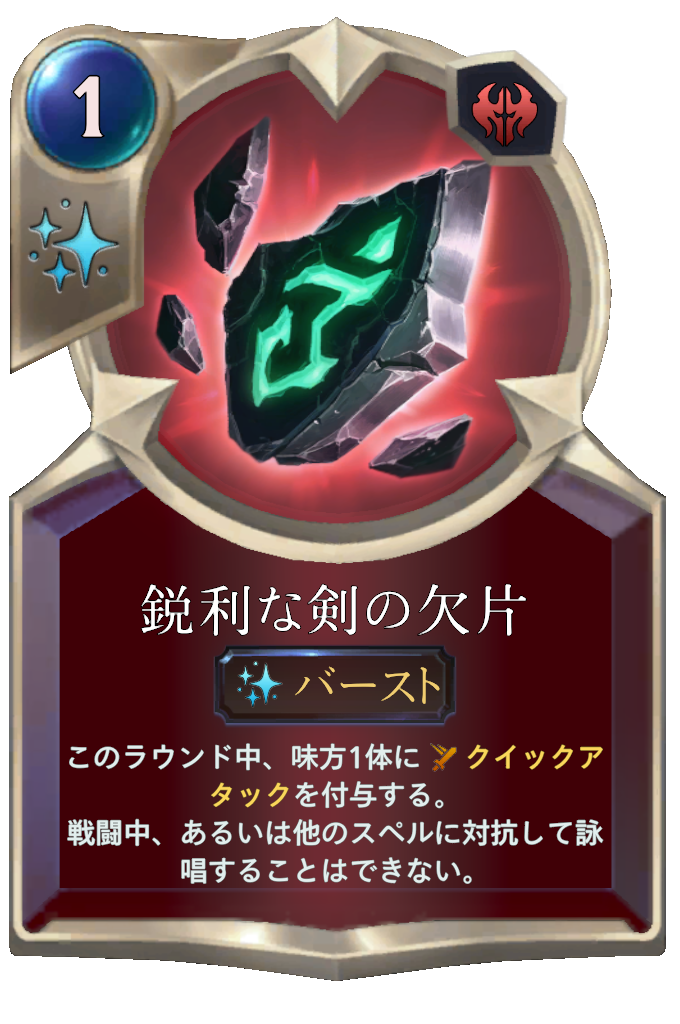 1
鋭利な剣の欠片
バースト
このラウンド中、味方1体に クイックア
タックを付与する。
戦闘中、あるいは他のスペルに対抗して詠
唱することはできない。